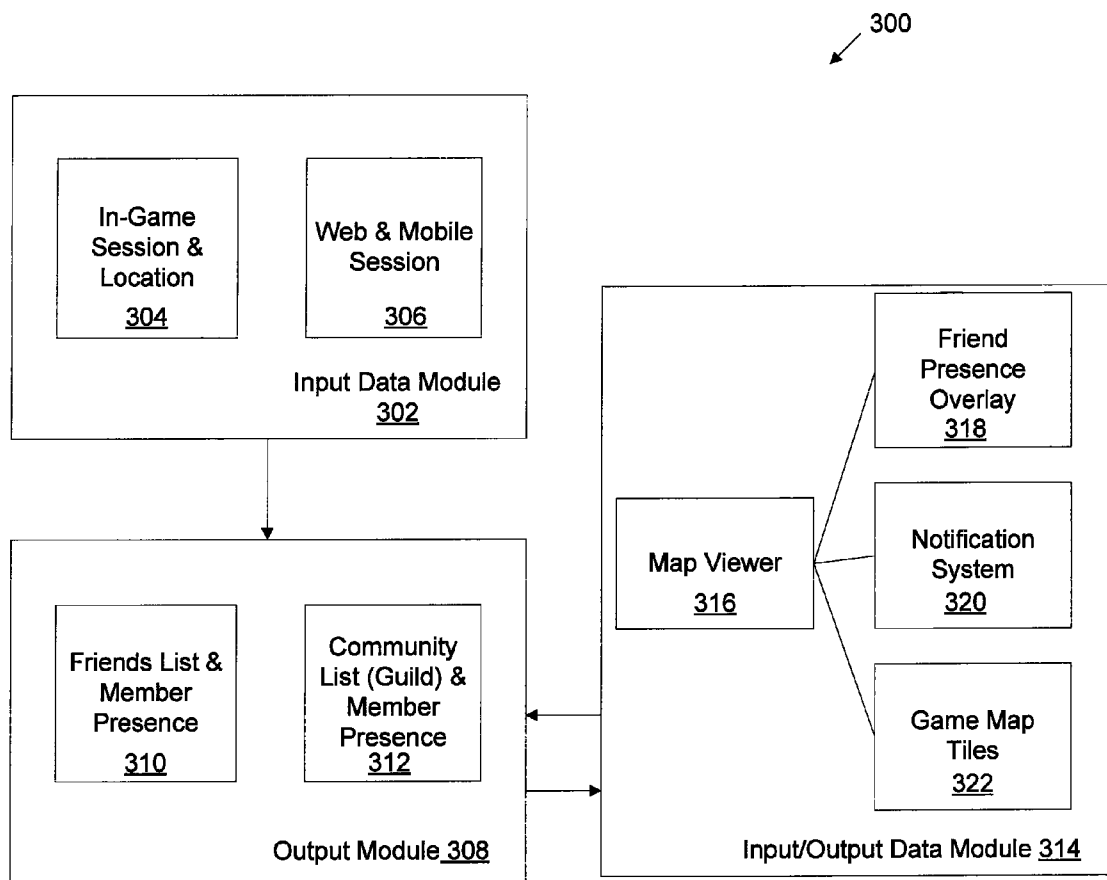 300
In-Game
Session &
Location
304
Web & Mobile
Session
306
Input Data Module
302
Friends List &
Member
Presence
310
Community
List (Guild) &
Member
Presence
312
Output Module 308
Map Viewer
316
Friend
Presence
Overlay
318
Notification
System
320
Game Map
Tiles
322
Input/Output Data Module 314